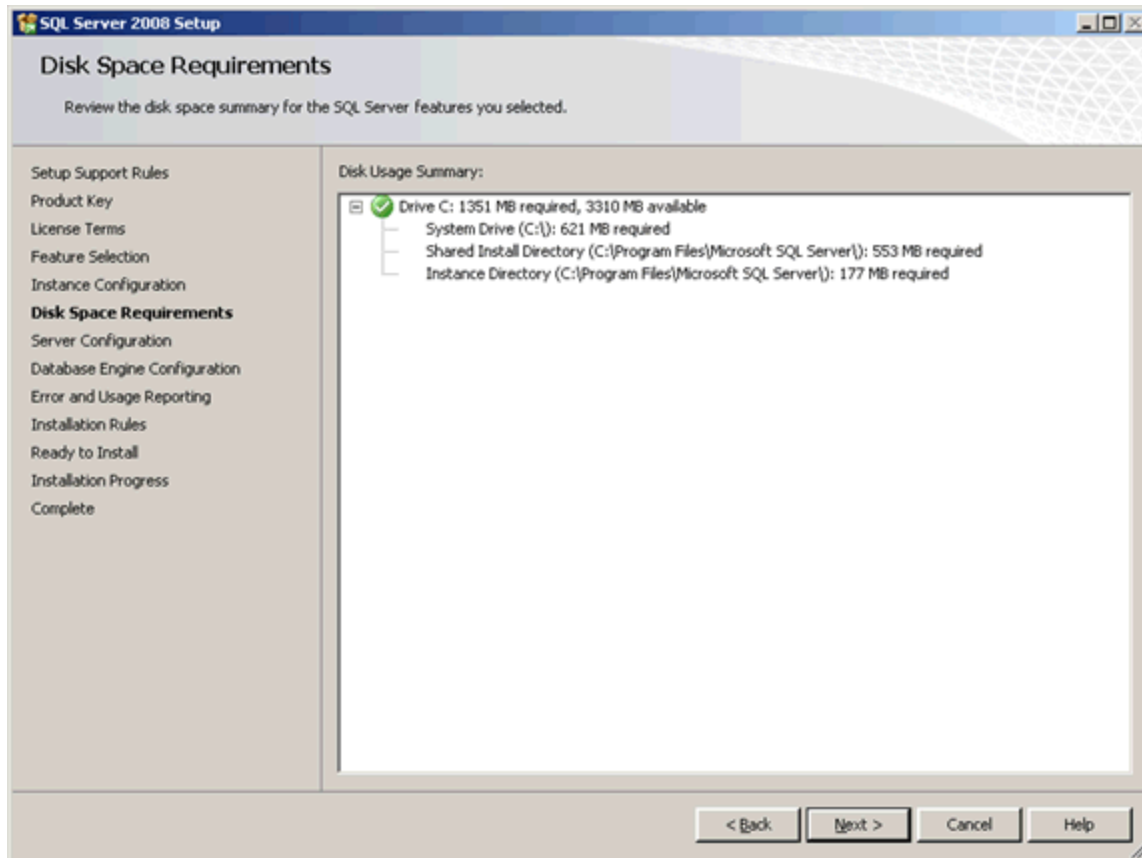 SQL Server 2008 Setup
Disk Space Requirements
Review the disk space summary for the SQL Server features you selected.
Setup Support Rules
Product Key
License Terms
Feature Selection
Instance Configuration
Disk Space Requirements
Server Configuration
Database Engine Configuration
Error and Usage Reporting
Installation Rules
Ready to Install
Installation Progress
Complete
Disk Usage Summary:
Drive C: 1351 MB required, 3310 MB available
System Drive (C:\): 621 MB required
Shared Install Directory (C:\Program Files\Microsoft SQL Server\): 553 MB required
Instance Directory (C:\Program Files\Microsoft SQL Server\): 177 MB required
< Back
Next >
Cancel
Help